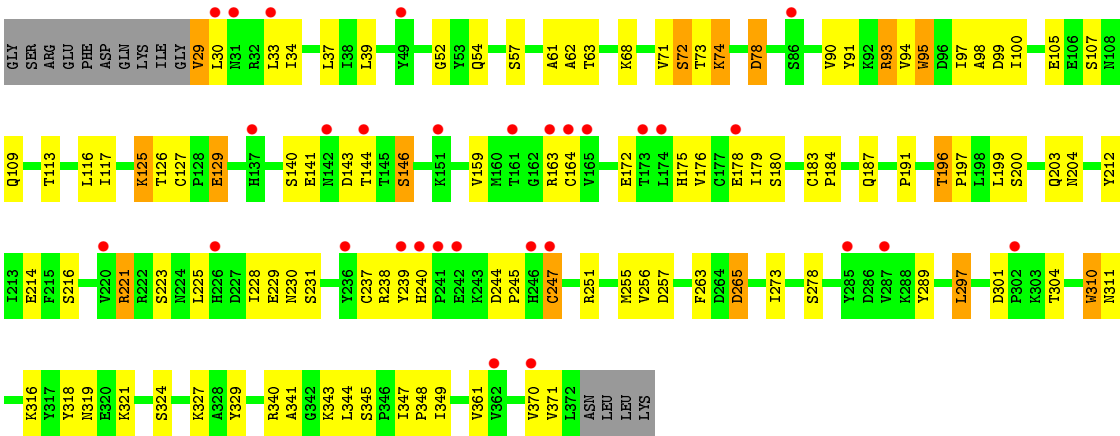 GLY SER ARG GLU PHE ASP GLN LYS ILE GLY V29 L30 N31 R32 L33 I34 L37 I38 L39 Y49 G52 Y53 Q54 S57 A61 A62 T63 K68 V71 S72 T73 K74 D78 S86 V90 Y91 K92 R93 V94 W95 D96 I97 A98 D99 I100 E105 E106 S107 N108
Q109 T113 L116 I117 K125 T126 C127 P128 E129 H137 S140 E141 N142 D143 T144 T145 S146 K151 V159 M160 T161 G162 R163 C164 V165 E172 T173 L174 H175 V176 C177 E178 I179 S180 C183 P184 Q187 P191 T196 P197 L198 L199 S200 Q203 N204 Y212
I213 E214 F215 S216 V220 R221 R222 S223 N224 L225 H226 D227 I228 E229 N230 S231 Y236 C237 R238 Y239 H240 P241 E242 K243 D244 P245 H246 C247 R251 M255 V256 D257 F263 D264 D265 I273 S278 Y285 D286 V287 K288 Y289 L297 D301 P302 K303 T304 W310 N311
K316 Y317 Y318 N319 E320 K321 S324 K327 A328 Y329 R340 A341 G342 K343 L344 S345 P346 I347 P348 I349 V361 V362 V370 V371 L372 ASN LEU LEU LYS